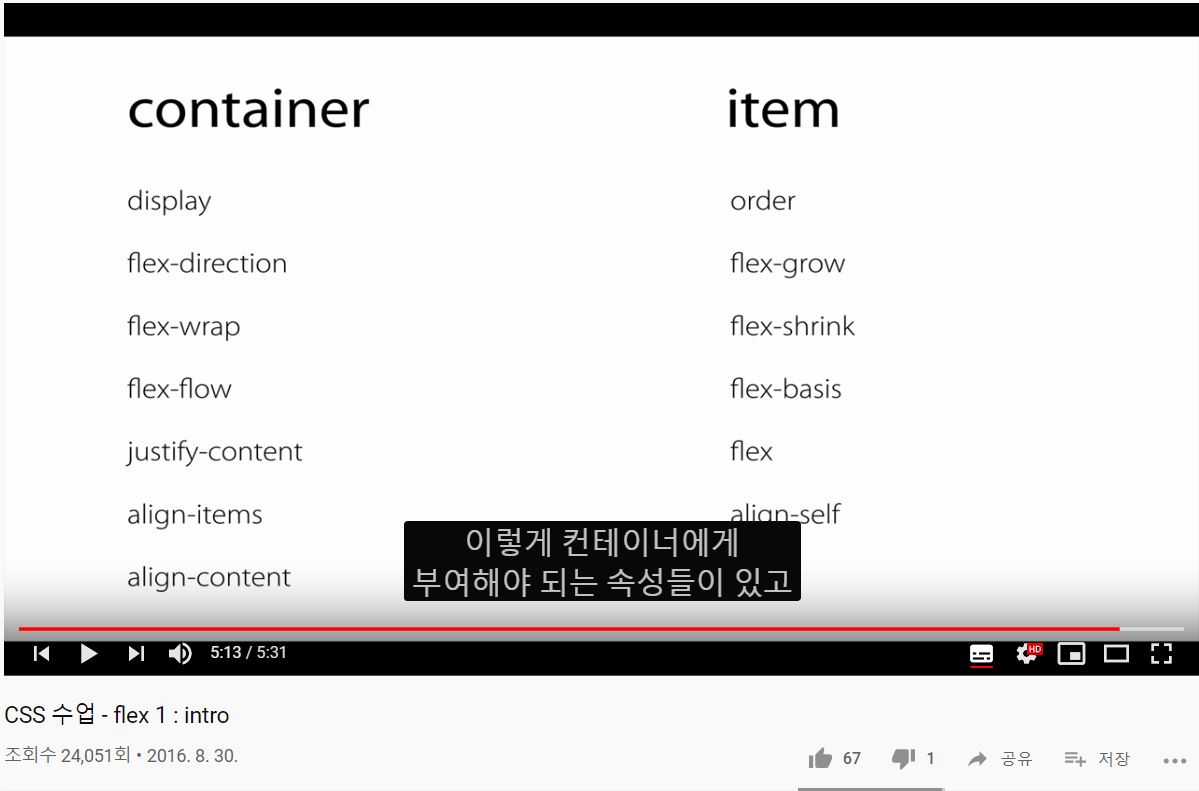 container
item
display
order
flex-direction
flex-grow
flex-wrap
flex-shrink
flex-flow
flex-basis
justify-content
flex
align-items
align-self
align-content
이렇게 컨테이너에게
부여해야 되는 속성들이 있고
5:13 / 5:31
HD
CSS 수업 - flex 1 : intro
조회수 24,051회 • 2016. 8. 30.
67
1
공유
저장